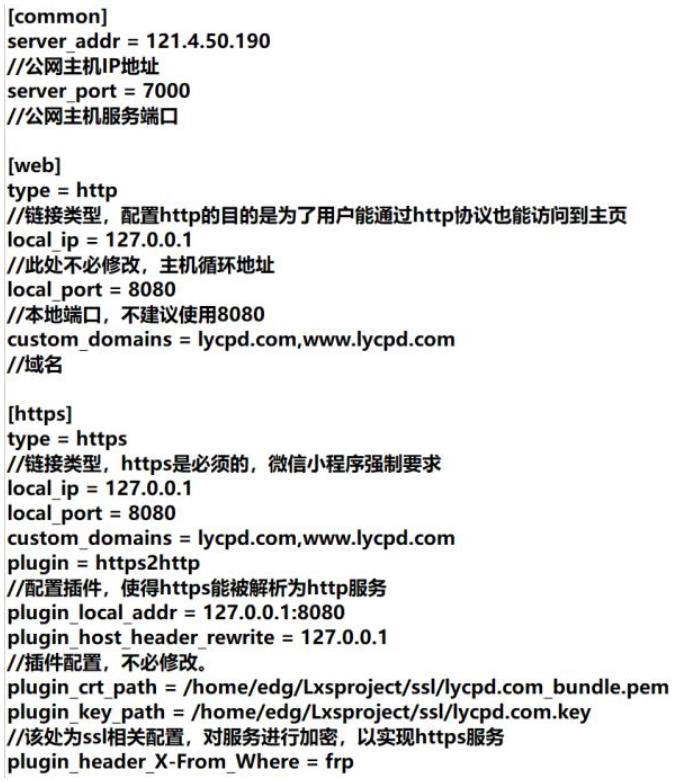 [common]
server_addr = 121.4.50.190
//公网主机IP地址
server_port = 7000
//公网主机服务端口
[web]
type = http
//链接类型，配置http的目的是为了用户能通过http协议也能访问到主页
local_ip = 127.0.0.1
//此处不必修改，主机循环地址
local_port = 8080
//本地端口，不建议使用8080
custom_domains = lycpd.com,www.lycpd.com
//域名
[https]
type = https
//链接类型，https是必须的，微信小程序强制要求
local_ip = 127.0.0.1
local_port = 8080
custom_domains = lycpd.com,www.lycpd.com
plugin = https2http
//配置插件，使得https能被解析为http服务
plugin_local_addr = 127.0.0.1:8080
plugin_host_header_rewrite = 127.0.0.1
//插件配置，不必修改。
plugin_crt_path = /home/edg/Lxsproject/ssl/lycpd.com_bundle.pem
plugin_key_path = /home/edg/Lxsproject/ssl/lycpd.com.key
//该处为ssl相关配置，对服务进行加密，以实现https服务
plugin_header_X-From_Where = frp